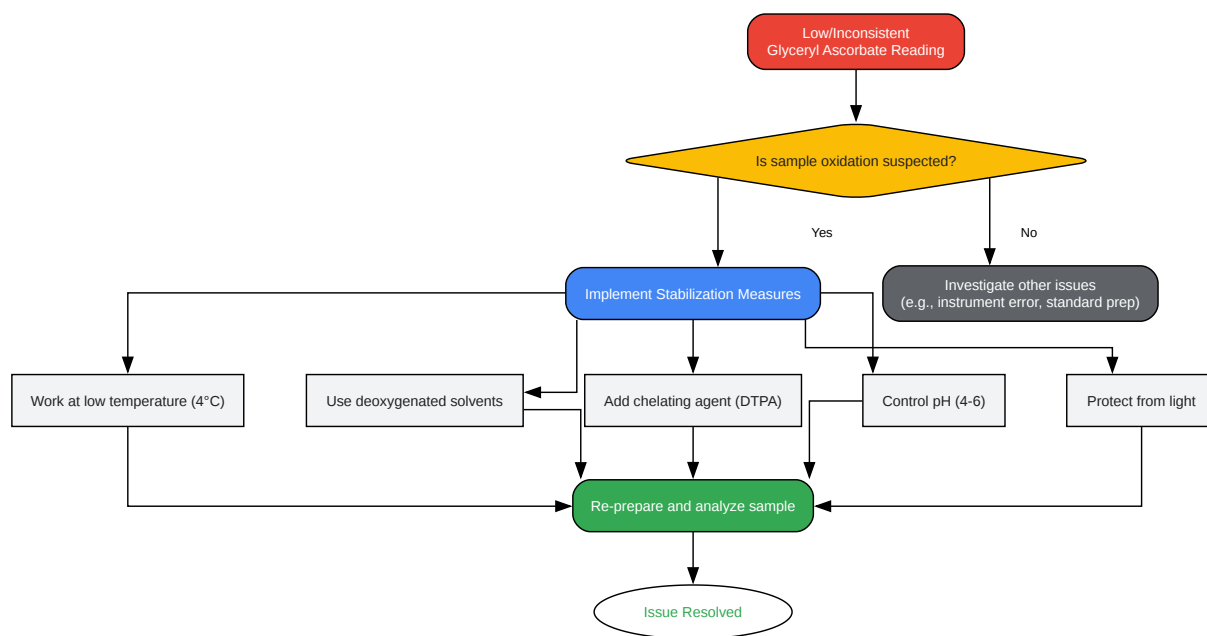 Low/Inconsistent
Glyceryl Ascorbate Reading
Is sample oxidation suspected?
Yes
No
Implement Stabilization Measures
Investigate other issues
(e.g., instrument error, standard prep)
Work at low temperature (4°C)
Use deoxygenated solvents
Add chelating agent (DTPA)
Control pH (4-6)
Protect from light
Re-prepare and analyze sample
Issue Resolved